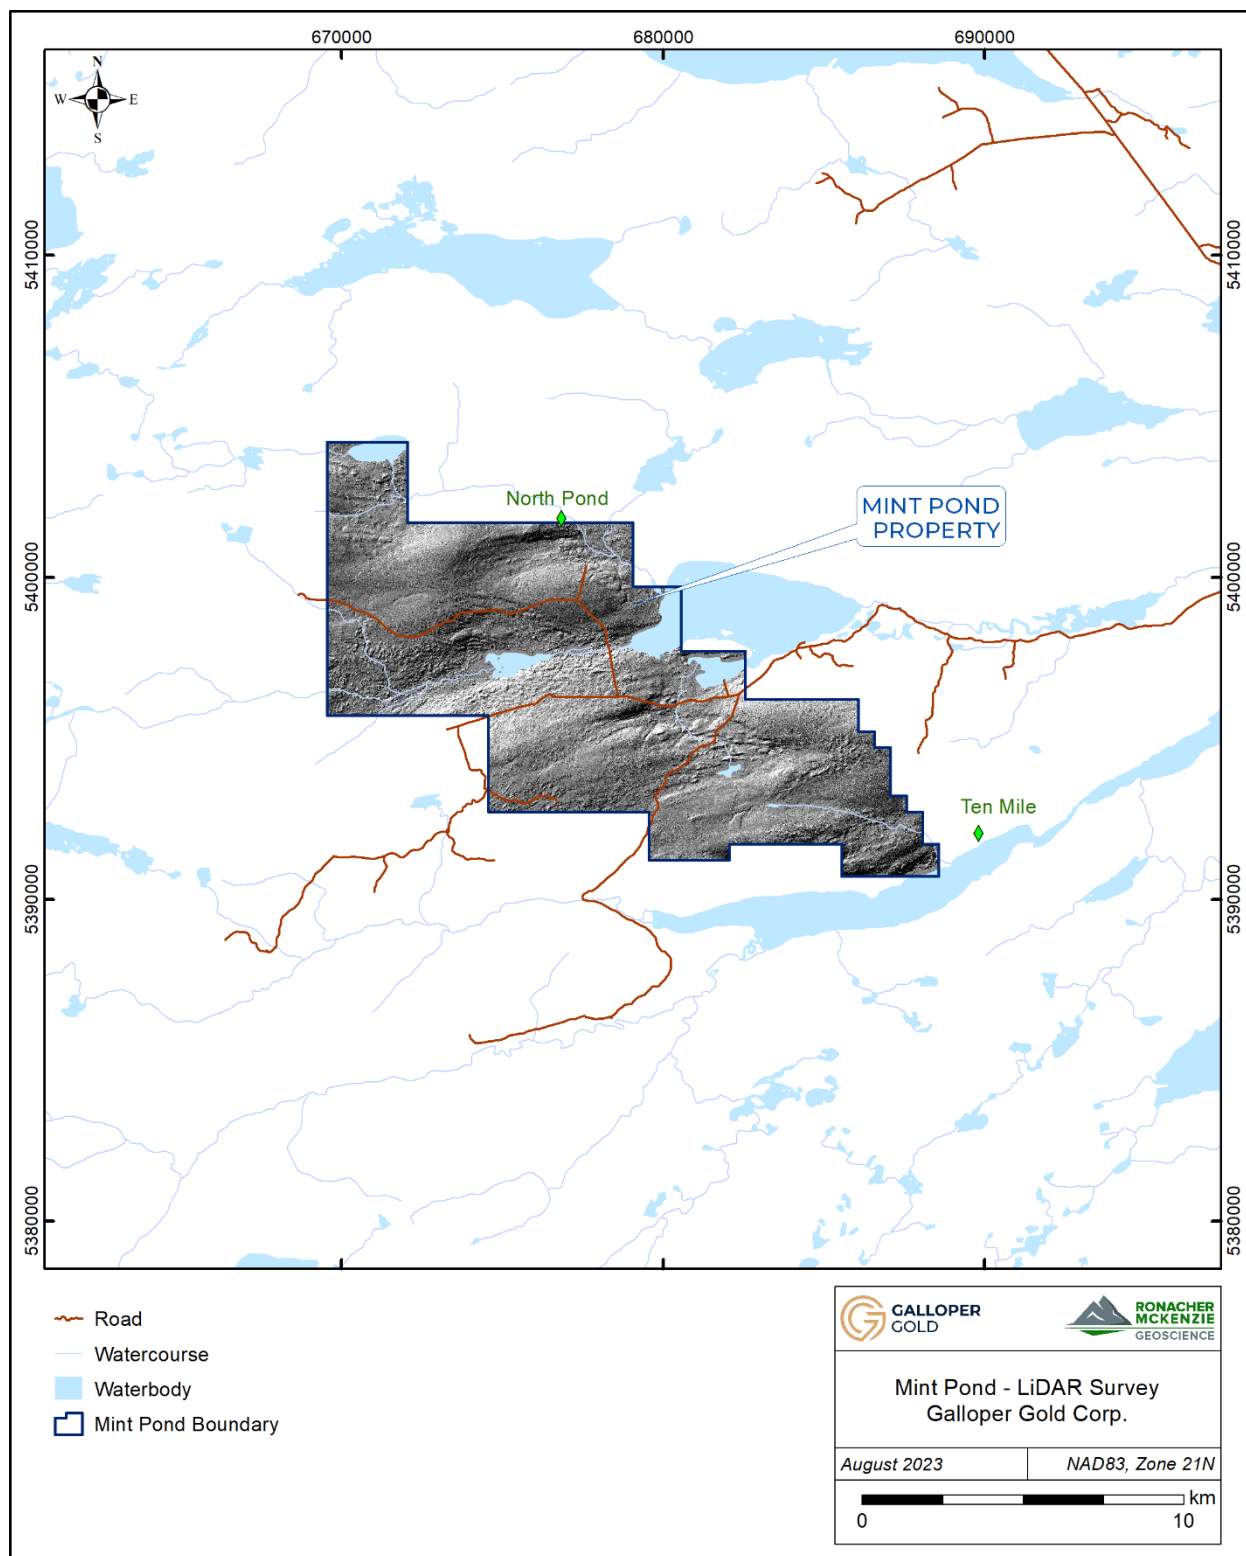 670000
680000
690000
N
W
E
S
5410000
5410000
North Pond
MINT POND
PROPERTY
5400000
5400000
Ten Mile
5390000
5390000
5380000
5380000
Road
Watercourse
Waterbody
Mint Pond Boundary
GALLOPER
GOLD
RONACHER
MCKENZIE
GEOSCIENCE
Mint Pond - LiDAR Survey
Galloper Gold Corp.
August 2023
NAD83, Zone 21N
km
0
10